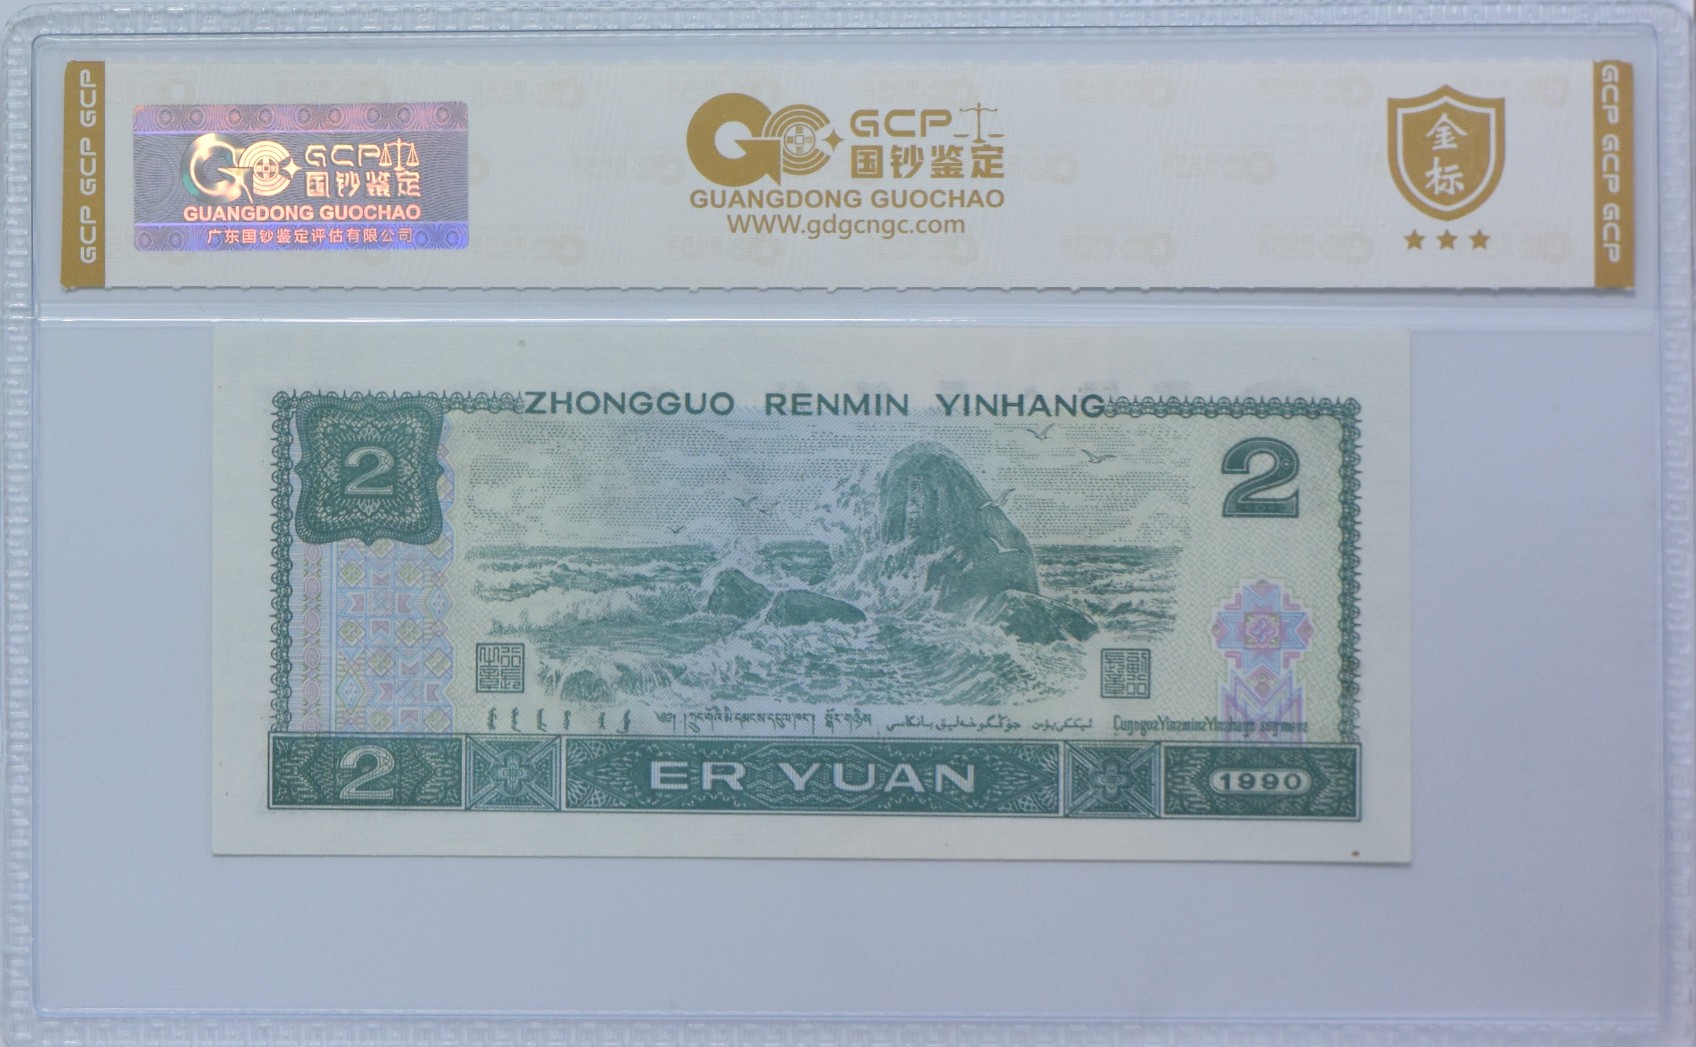 GCP GCP GCP
GCP 国钞鉴定
GUANGDONG GUOCHAO
广东国钞鉴定评估有限公司
GCP
国钞鉴定
GUANGDONG GUOCHAO
WWW.gdgcngc.com
金标
GCP GCP GCP
ZHONGGUO RENMIN YINHANG
2
2
2
ER YUAN
1990